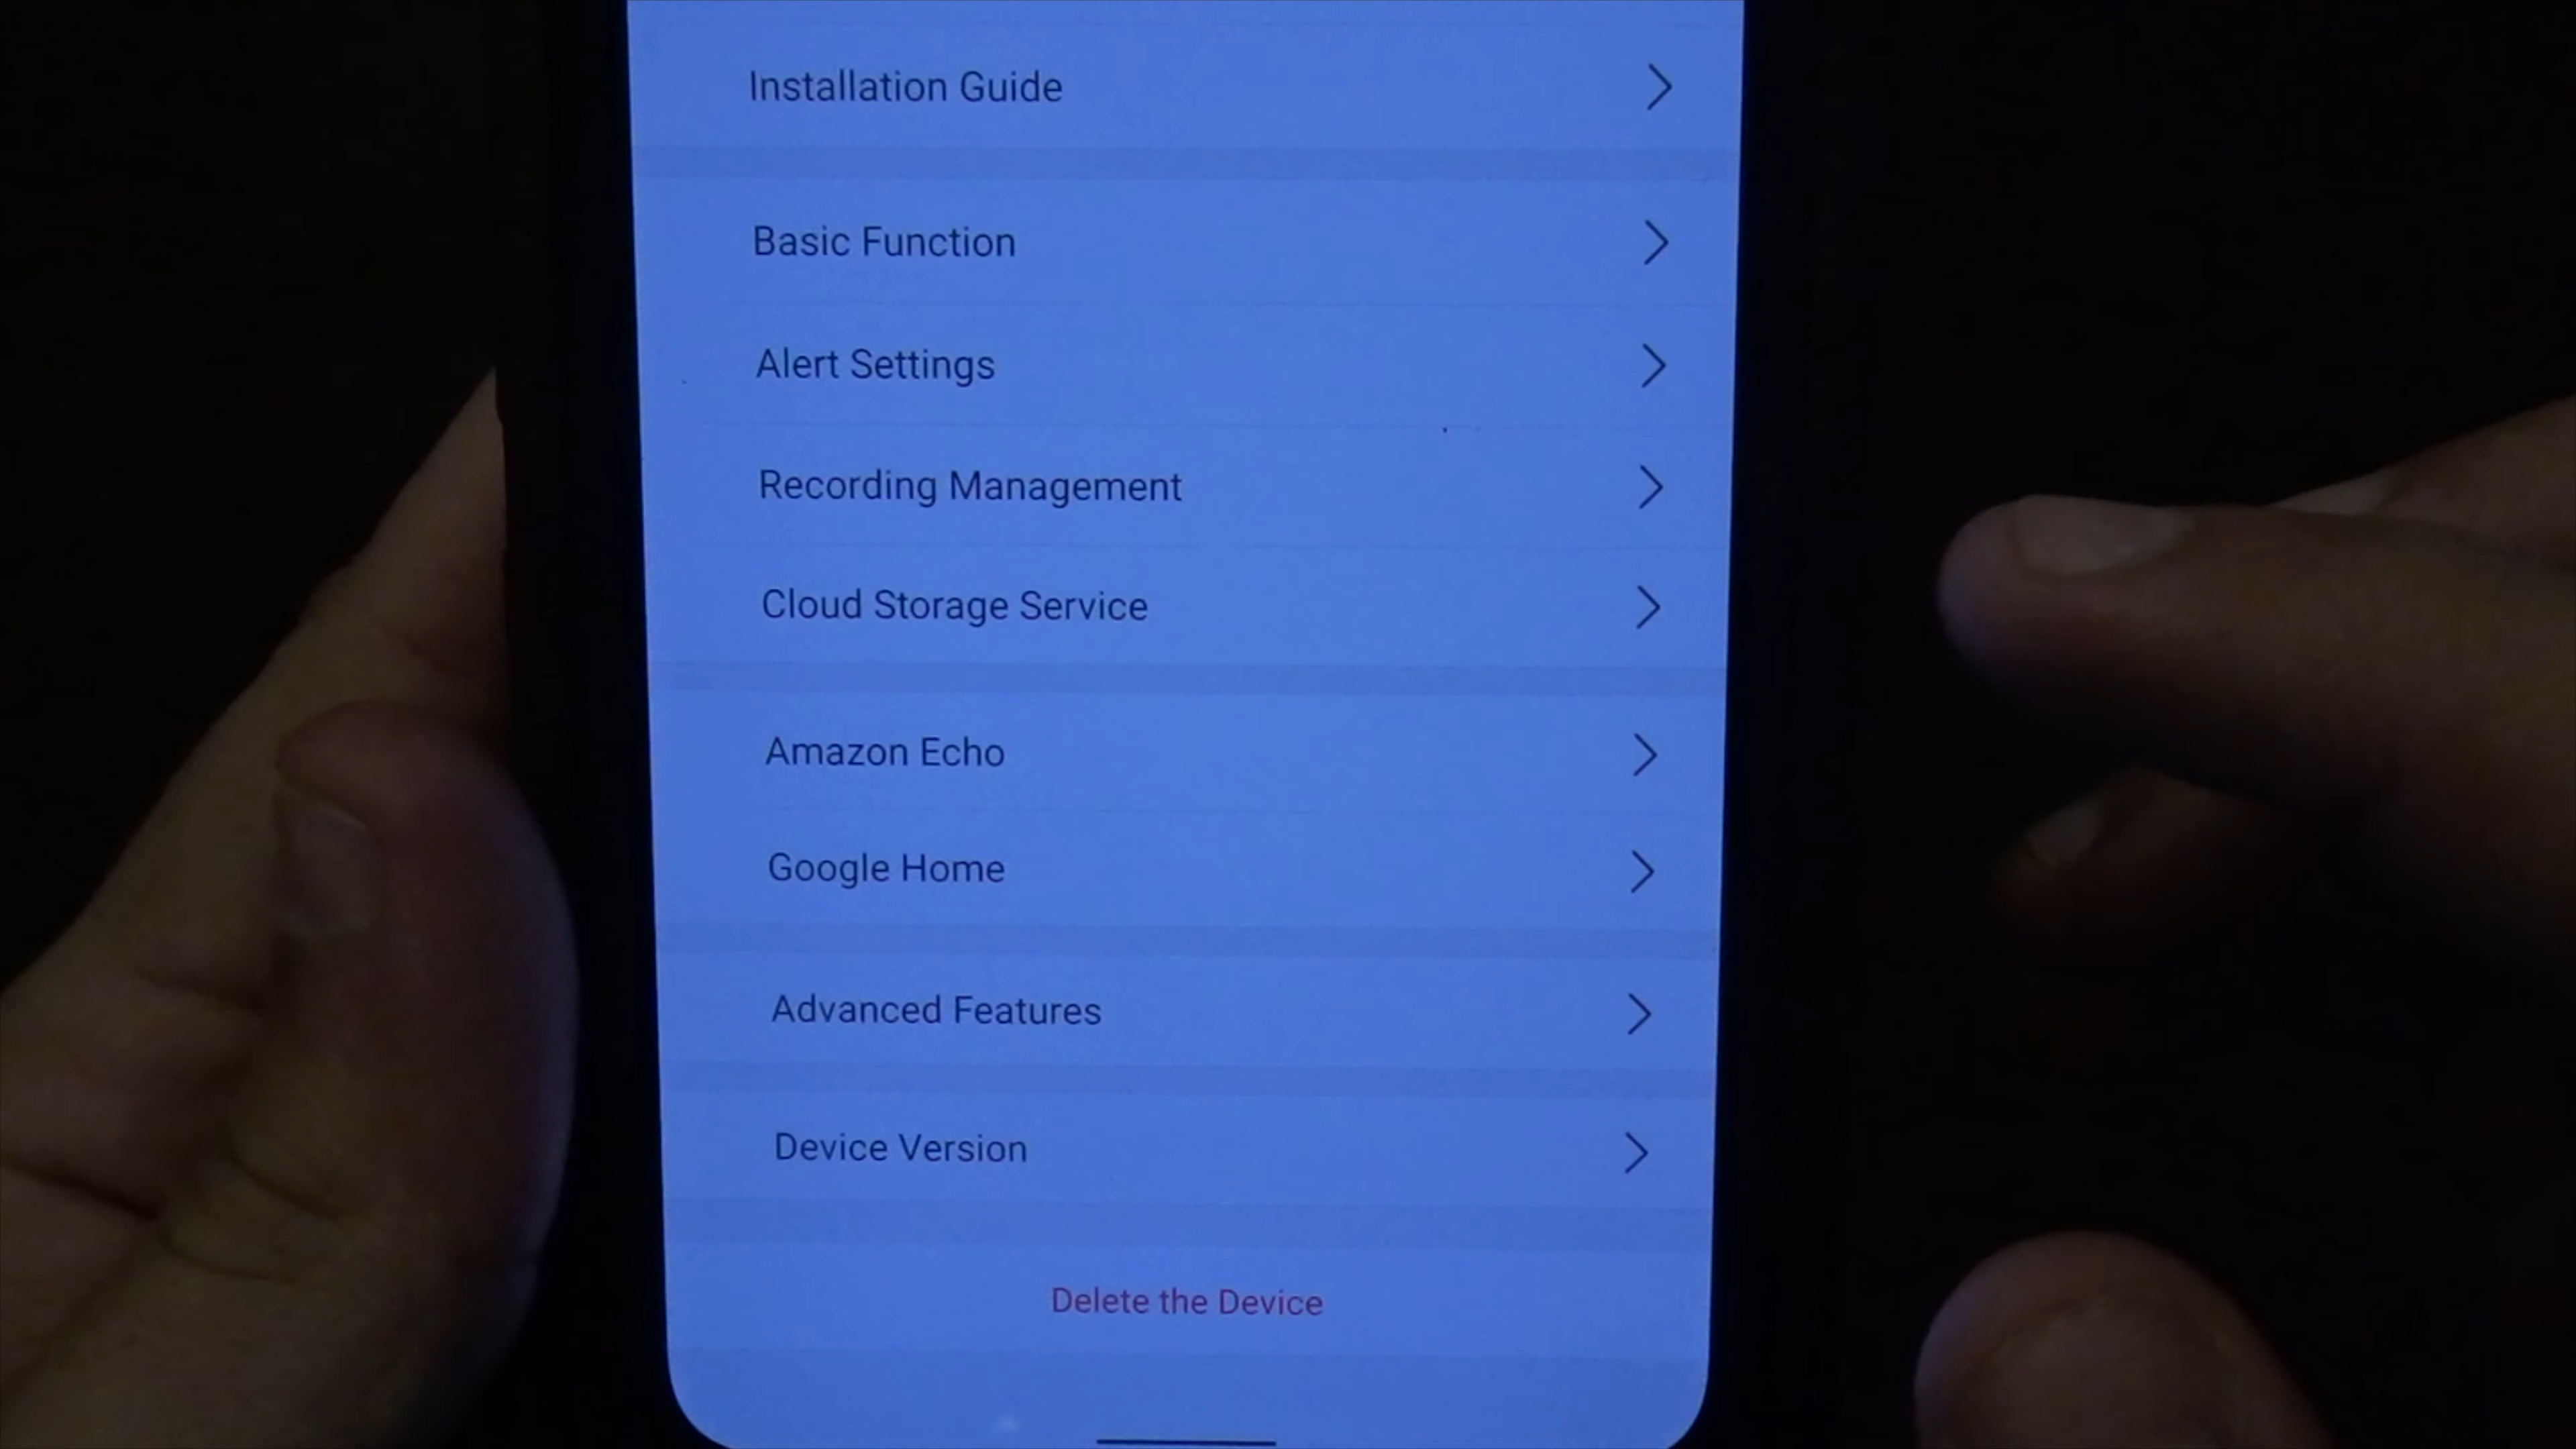 Installation Guide
Basic Function
Alert Settings
Recording Management
Cloud Storage Service
Amazon Echo
Google Home
Advanced Features
Device Version
Delete the Device